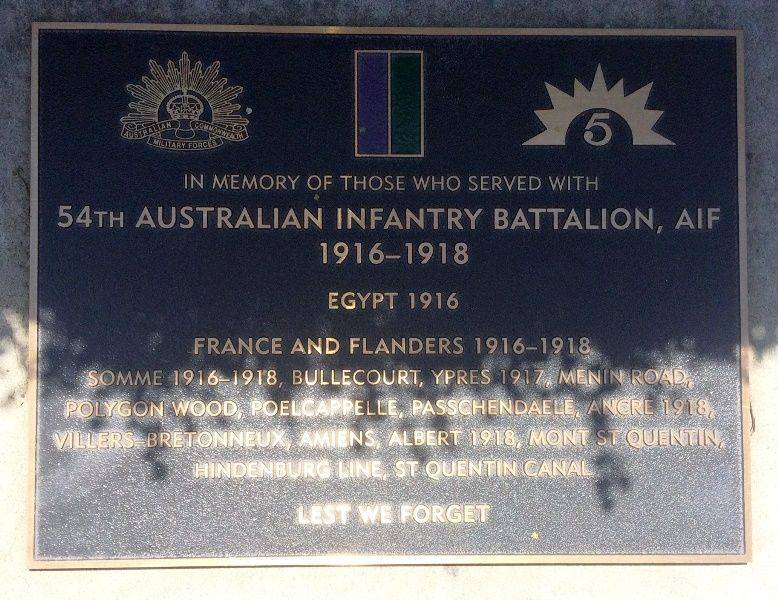 AUSTRALIAN COMMONWEALTH
MILITARY FORCES
5
IN MEMORY OF THOSE WHO SERVED WITH
54TH AUSTRALIAN INFANTRY BATTALION, AIF
1916–1918
EGYPT 1916
FRANCE AND FLANDERS 1916–1918
SOMME 1916–1918, BULLECOURT, YPRES 1917, MENIN ROAD,
POLYGON WOOD, POELCAPPELLE, PASSCHENDAELE, ANCRE 1918,
VILLERS–BRETONNEUX, AMIENS, ALBERT 1918, MONT ST QUENTIN,
HINDENBURG LINE, ST QUENTIN CANAL
LEST WE FORGET